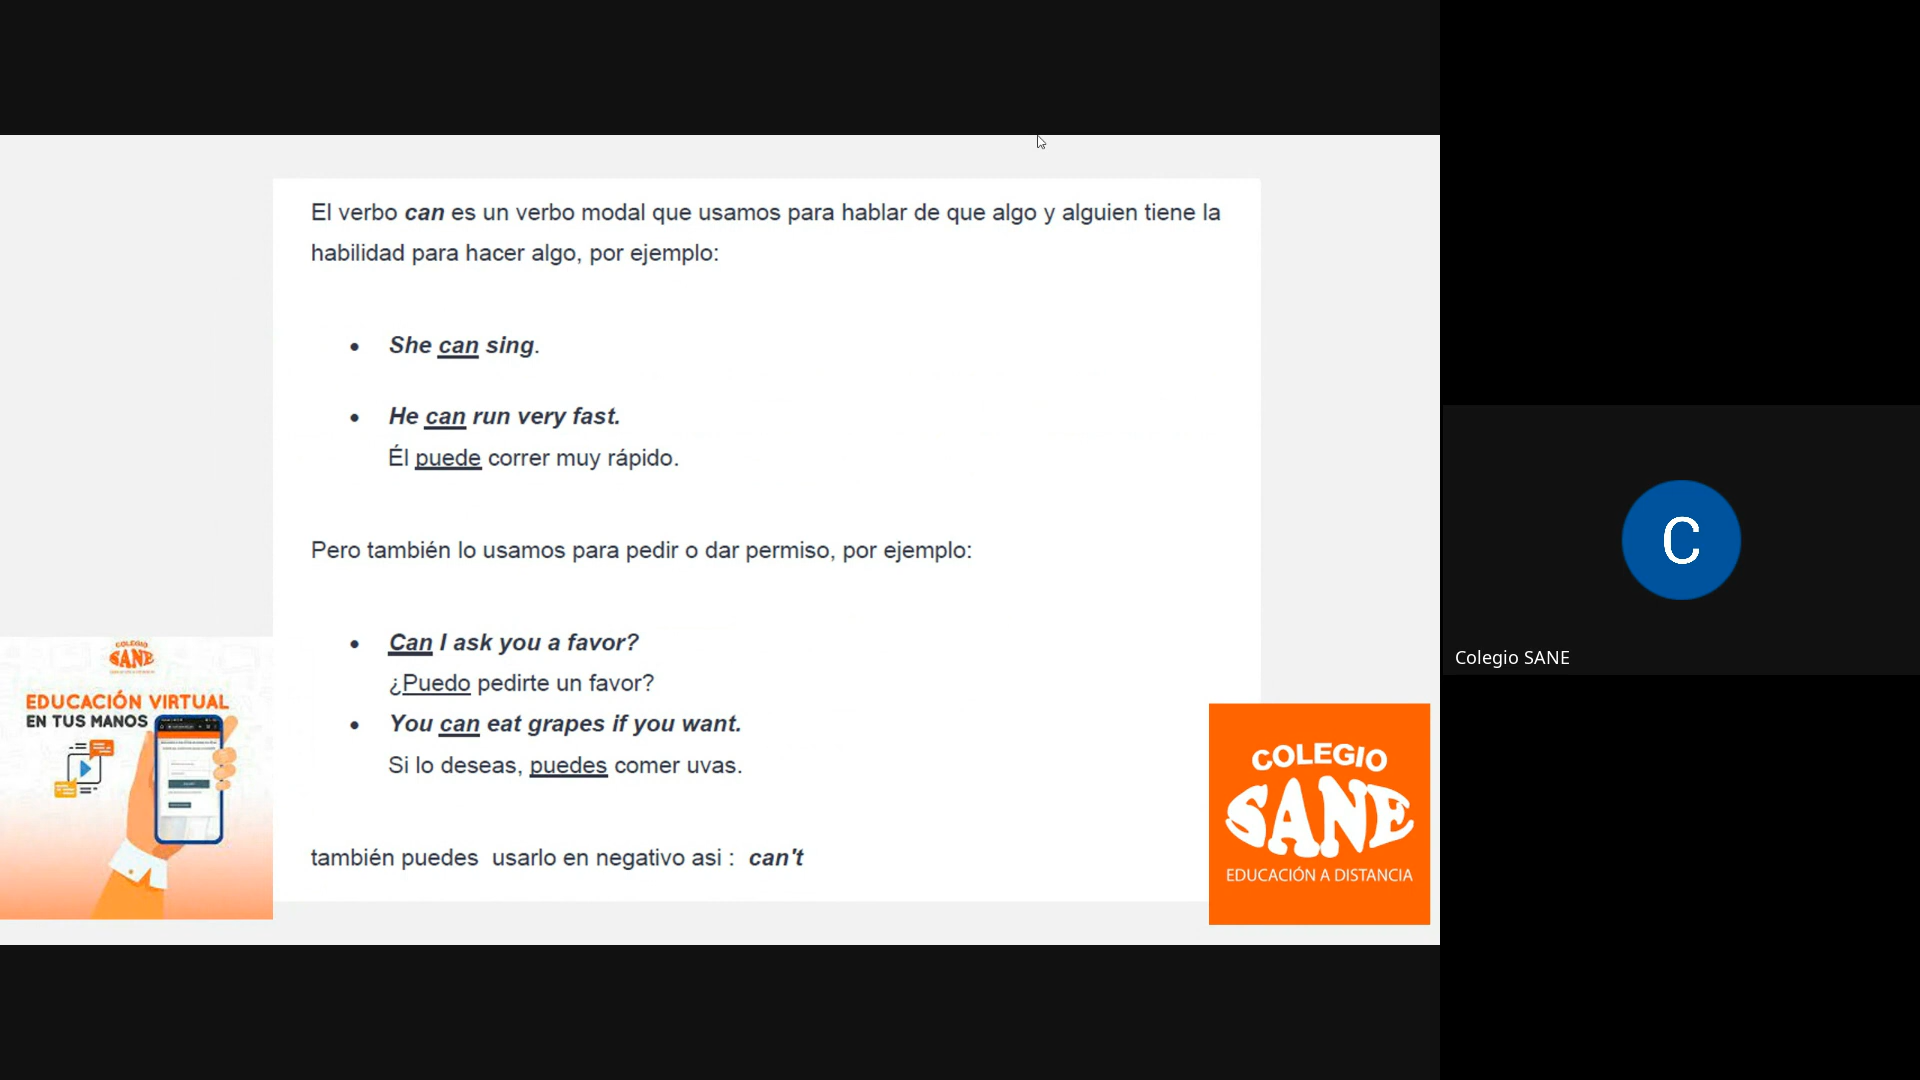 El verbo can es un verbo modal que usamos para hablar de que algo y alguien tiene la
habilidad para hacer algo, por ejemplo:
• She can sing.
• He can run very fast.
Él puede correr muy rápido.
Pero también lo usamos para pedir o dar permiso, por ejemplo:
• Can I ask you a favor?
¿Puedo pedirte un favor?
• You can eat grapes if you want.
Si lo deseas, puedes comer uvas.
también puedes  usarlo en negativo asi :  can't
COLEGIO
SANE
EDUCACIÓN VIRTUAL
EN TUS MANOS
COLEGIO
SANE
EDUCACIÓN A DISTANCIA
C
Colegio SANE